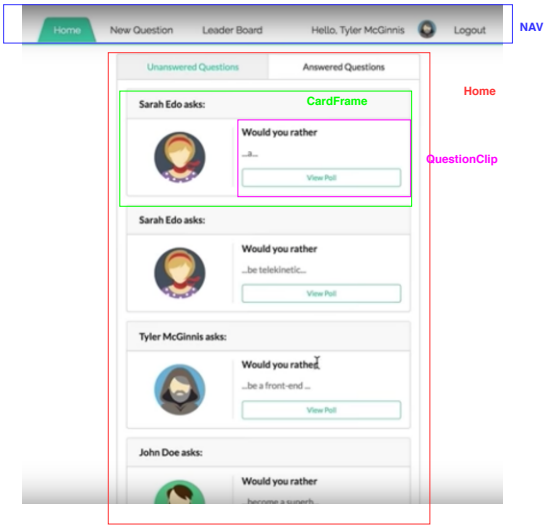 Home New Question Leader Board Hello, Tyler McGinnis Logout NAV
Unanswered Questions Answered Questions
Home
Sarah Edo asks: CardFrame
Would you rather
...a...
QuestionClip
View Poll
Sarah Edo asks:
Would you rather
...be telekinetic...
View Poll
Tyler McGinnis asks:
Would you rather
...be a front-end ...
View Poll
John Doe asks:
Would you rather
...become a superb...